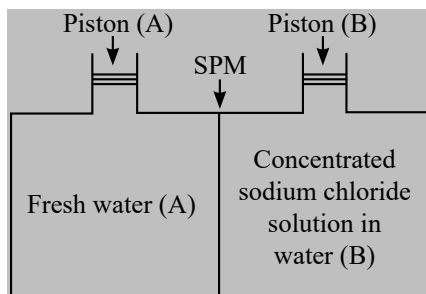 Piston (A)
Piston (B)
SPM
Fresh water (A)
Concentrated
sodium chloride
solution in
water (B)